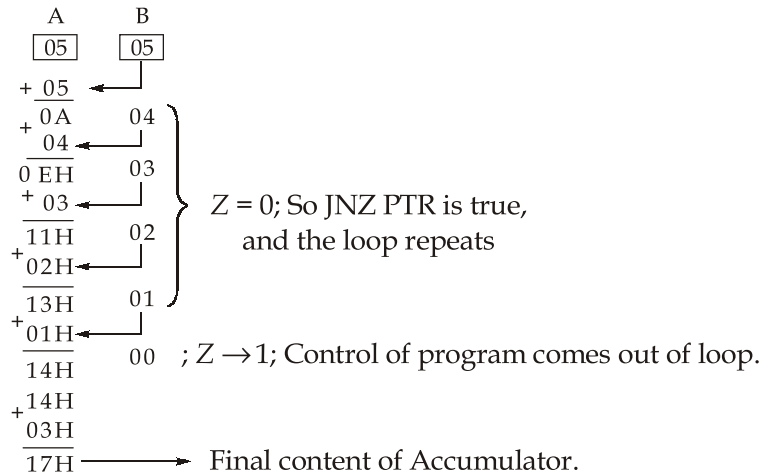 A B
05 05
+ 05
0A 04
+ 04
0 EH 03
+ 03
Z = 0; So JNZ PTR is true,
and the loop repeats
11H 02
+ 02H
13H 01
+ 01H
00 ; Z → 1; Control of program comes out of loop.
14H
14H
+ 03H
17H → Final content of Accumulator.